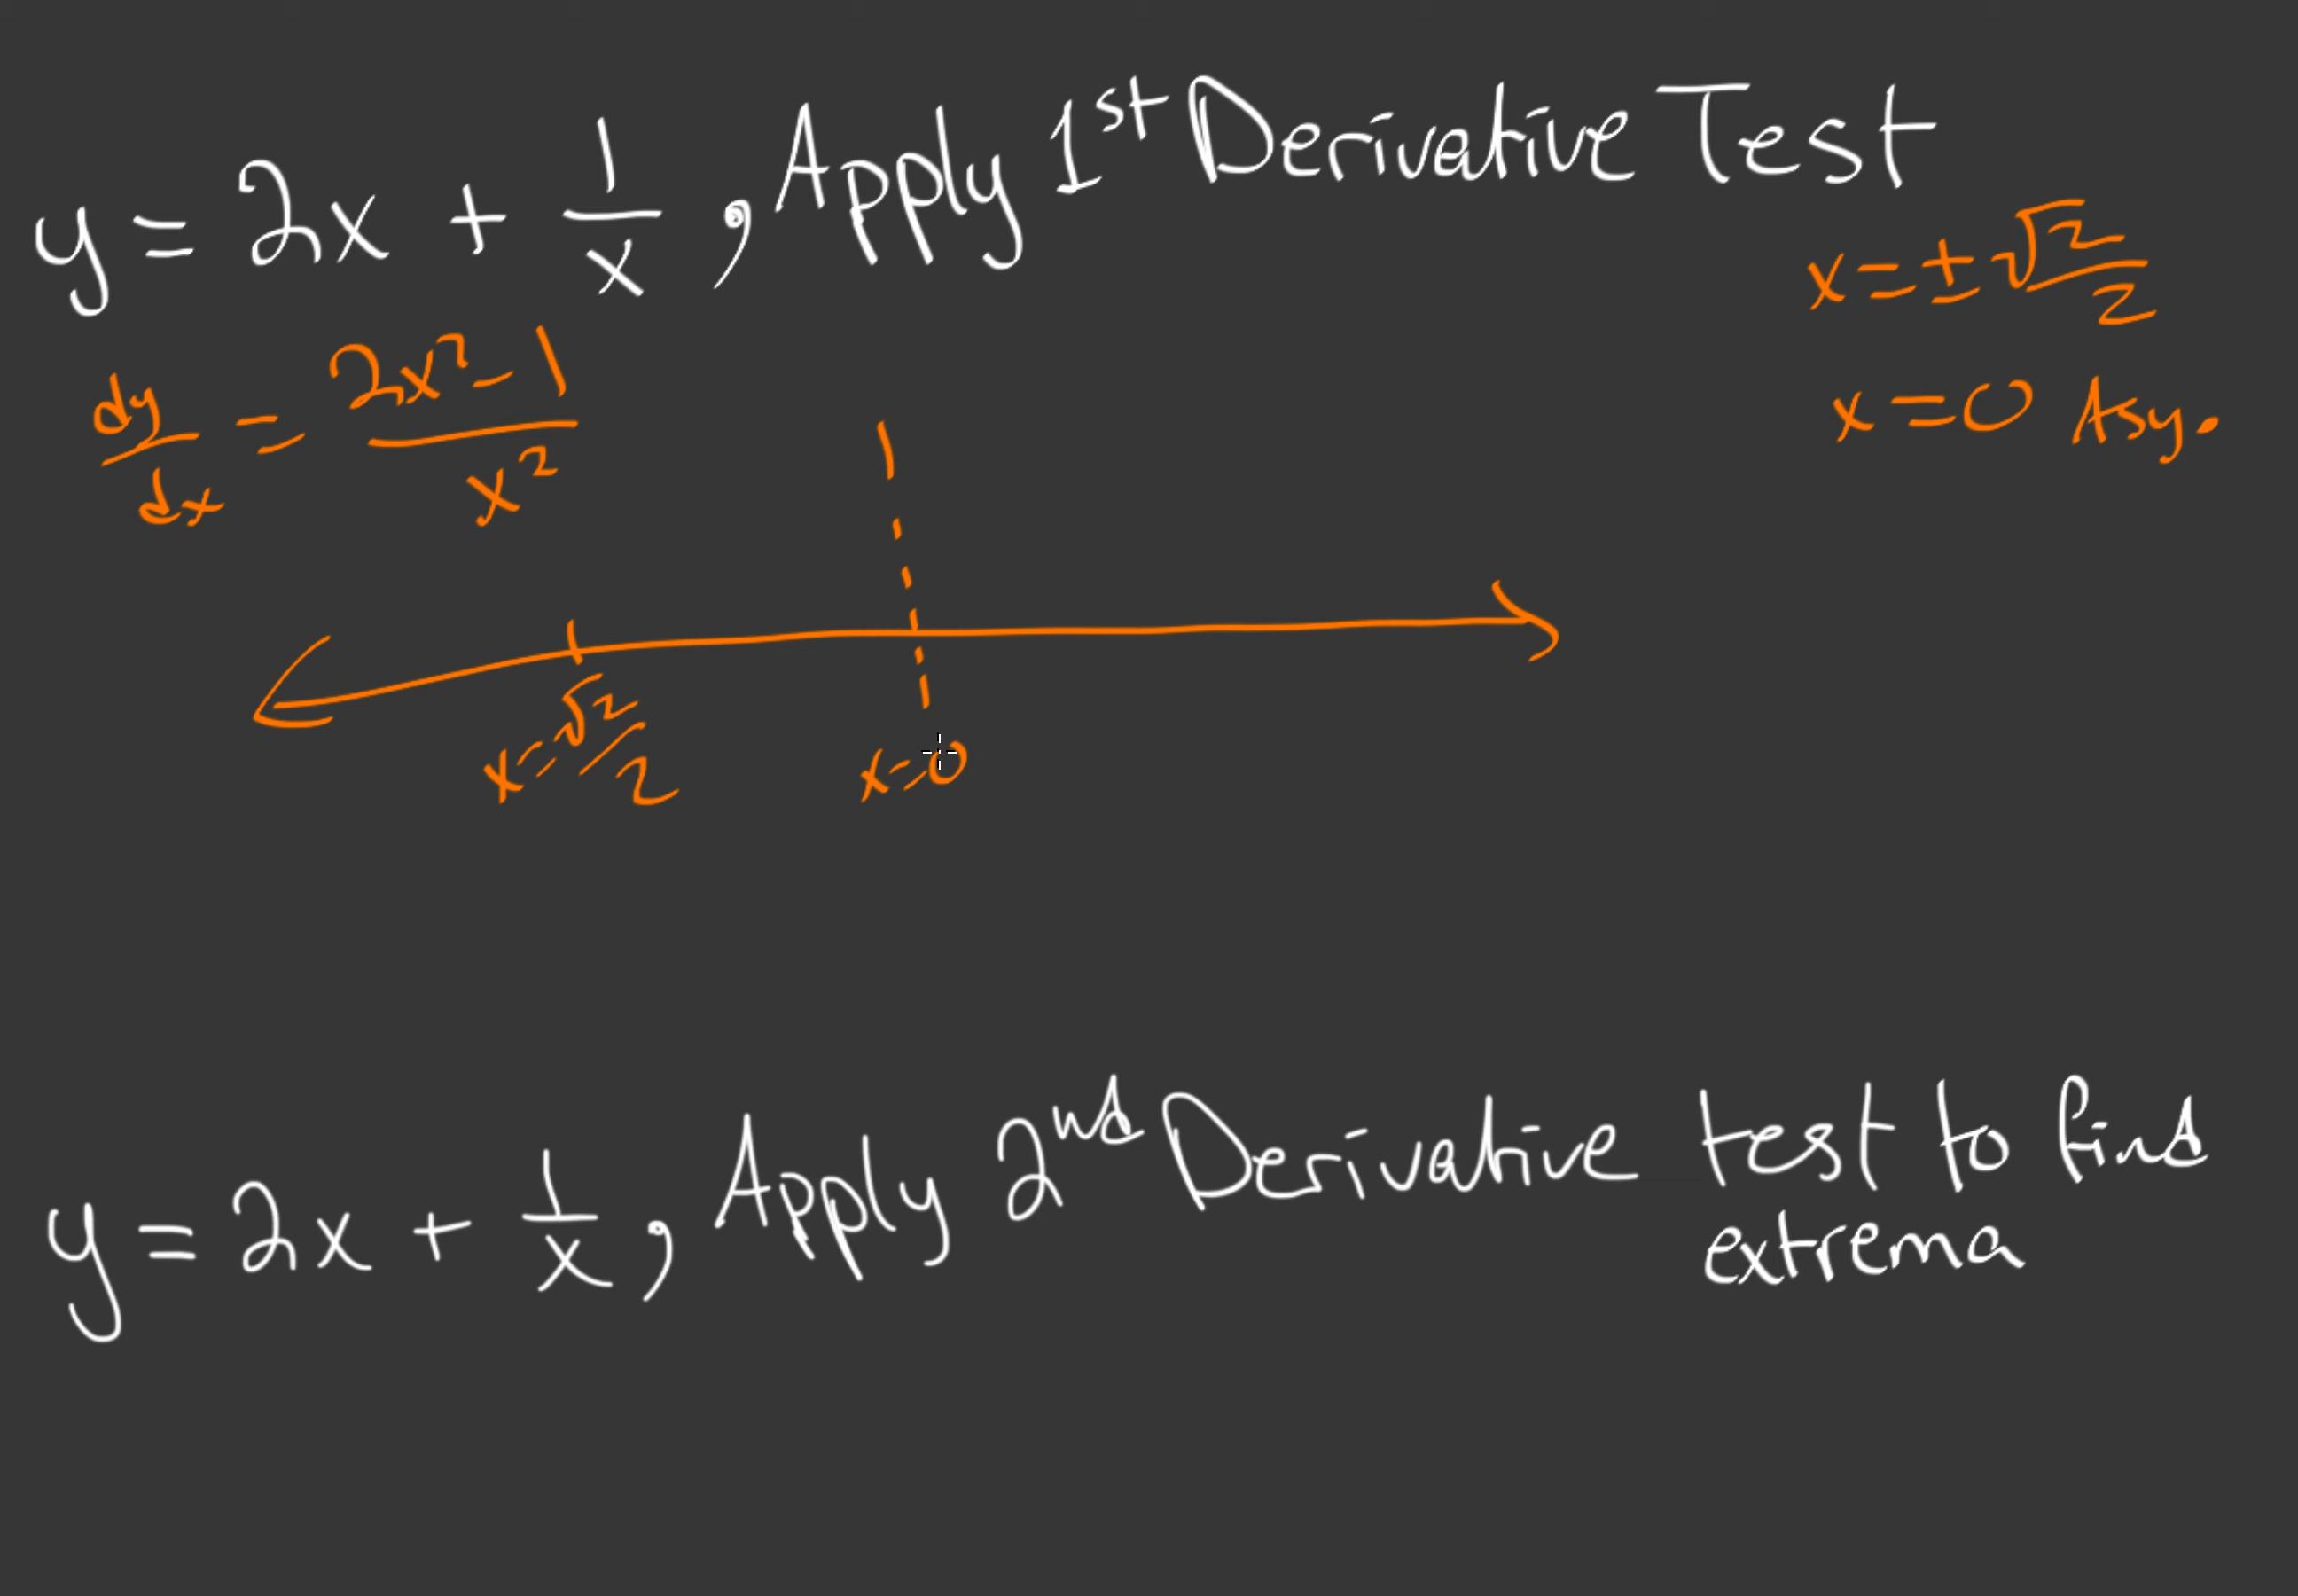 y = 2x + 1/x , Apply 1st Derivative Test
x = ± √2/2
dy/dx = 2x² - 1/x²
x = 0 Asy.
x = √2/2
x = 0
y = 2x + 1/x , Apply 2nd Derivative test to find
extrema